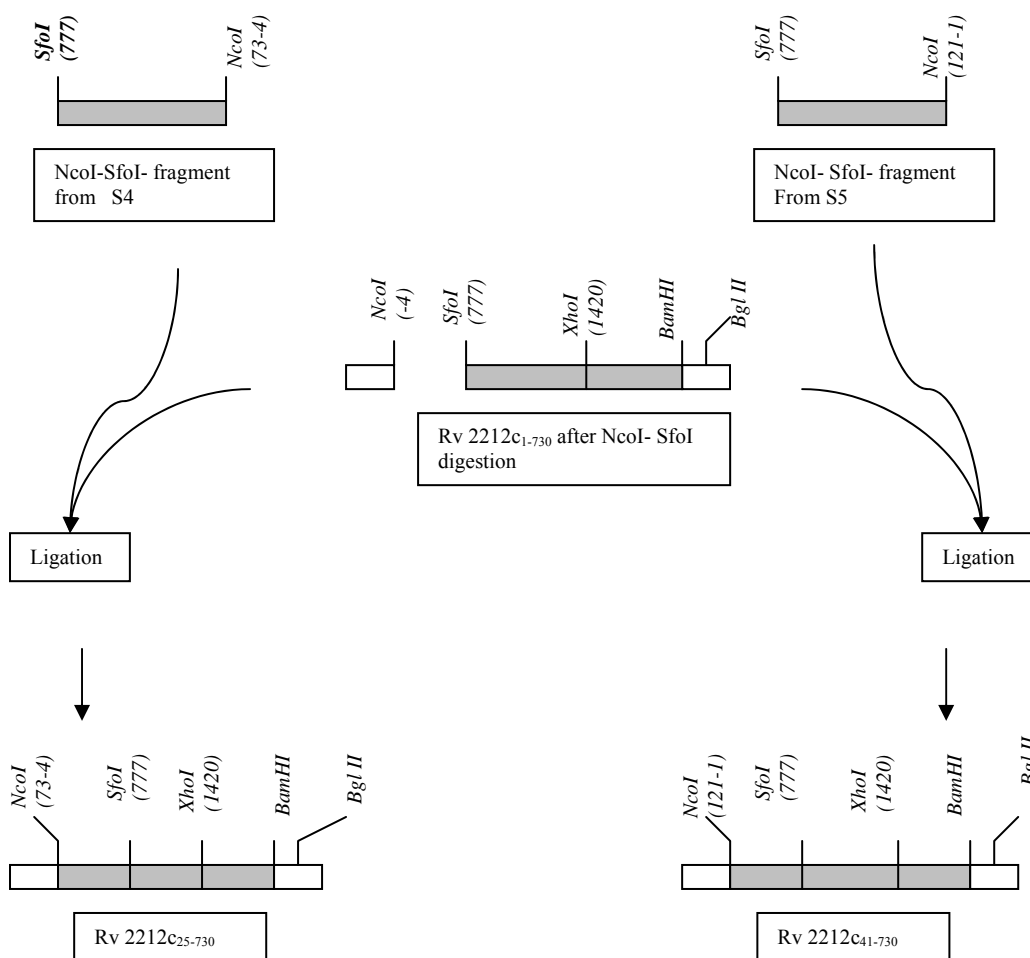 SfoI
(777)
NcoI
(73-4)
SfoI
(777)
NcoI
(121-1)
NcoI-SfoI- fragment
from S4
NcoI- SfoI- fragment
From S5
NcoI
(-4)
SfoI
(777)
XhoI
(1420)
BamHI
Bgl II
Rv 2212c1-730 after NcoI- SfoI
digestion
Ligation
Ligation
NcoI
(73-4)
SfoI
(777)
XhoI
(1420)
BamHI
Bgl II
NcoI
(121-1)
SfoI
(777)
XhoI
(1420)
BamHI
Bgl II
Rv 2212c25-730
Rv 2212c41-730